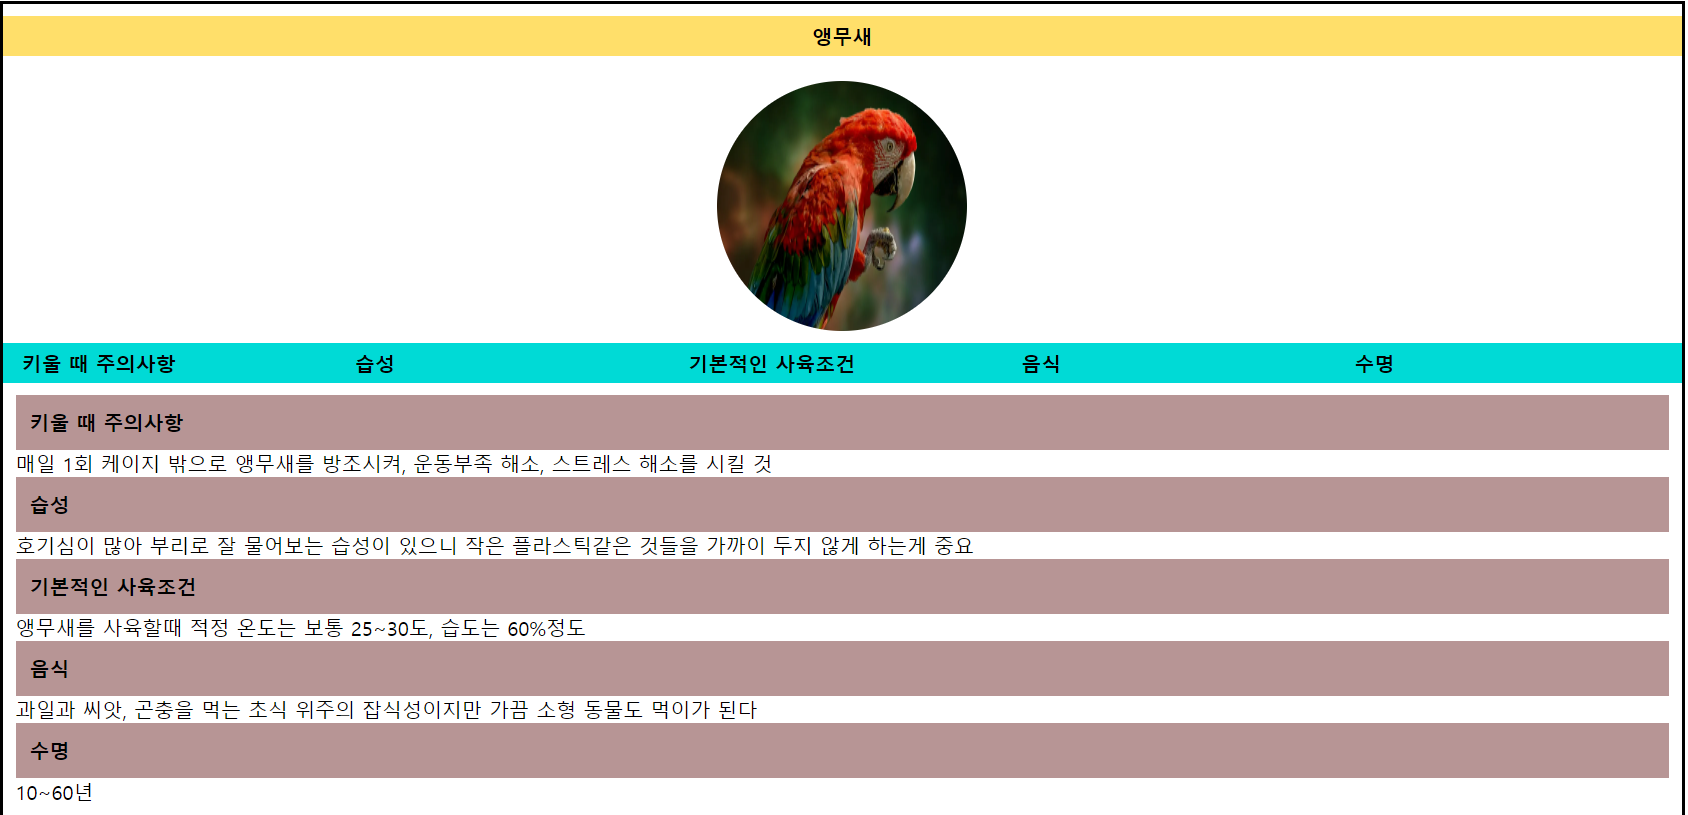 앵무새
키울 때 주의사항 습성 기본적인 사육조건 음식 수명
키울 때 주의사항
매일 1회 케이지 밖으로 앵무새를 방조시켜, 운동부족 해소, 스트레스 해소를 시킬 것
습성
호기심이 많아 부리로 잘 물어보는 습성이 있으니 작은 플라스틱같은 것들을 가까이 두지 않게 하는게 중요
기본적인 사육조건
앵무새를 사육할때 적정 온도는 보통 25~30도, 습도는 60%정도
음식
과일과 씨앗, 곤충을 먹는 초식 위주의 잡식성이지만 가끔 소형 동물도 먹이가 된다
수명
10~60년